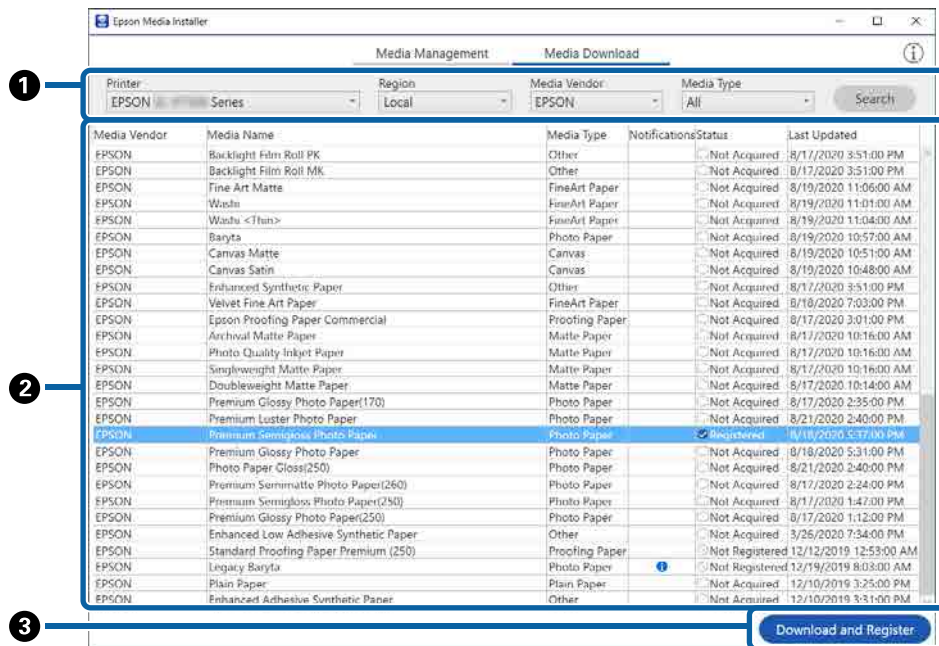 Epson Media Installer
Media Management Media Download
1
Printer Region Media Vendor Media Type
EPSON Series Local EPSON All Search
2
Media Vendor Media Name Media Type Notifications Status Last Updated
EPSON Backlight Film Roll PK Other Not Acquired 8/17/2020 3:51:00 PM
EPSON Backlight Film Roll MK Other Not Acquired 8/17/2020 3:51:00 PM
EPSON Fine Art Matte FineArt Paper Not Acquired 8/19/2020 11:06:00 AM
EPSON Washi FineArt Paper Not Acquired 8/19/2020 11:01:00 AM
EPSON Washi <Thin> FineArt Paper Not Acquired 8/19/2020 11:04:00 AM
EPSON Baryta Photo Paper Not Acquired 8/19/2020 10:57:00 AM
EPSON Canvas Matte Canvas Not Acquired 8/19/2020 10:51:00 AM
EPSON Canvas Satin Canvas Not Acquired 8/19/2020 10:48:00 AM
EPSON Enhanced Synthetic Paper Other Not Acquired 8/17/2020 3:51:00 PM
EPSON Velvet Fine Art Paper FineArt Paper Not Acquired 8/18/2020 7:03:00 PM
EPSON Epson Proofing Paper Commercial Proofing Paper Not Acquired 8/17/2020 3:01:00 PM
EPSON Archival Matte Paper Matte Paper Not Acquired 8/17/2020 10:16:00 AM
EPSON Photo Quality Inkjet Paper Matte Paper Not Acquired 8/17/2020 10:16:00 AM
EPSON Singleweight Matte Paper Matte Paper Not Acquired 8/17/2020 10:16:00 AM
EPSON Doubleweight Matte Paper Matte Paper Not Acquired 8/17/2020 10:14:00 AM
EPSON Premium Glossy Photo Paper(170) Photo Paper Not Acquired 8/17/2020 2:35:00 PM
EPSON Premium Luster Photo Paper Photo Paper Not Acquired 8/21/2020 2:40:00 PM
EPSON Premium Semigloss Photo Paper Photo Paper Registered 8/18/2020 5:37:00 PM
EPSON Premium Glossy Photo Paper Photo Paper Not Acquired 8/18/2020 5:31:00 PM
EPSON Photo Paper Gloss(250) Photo Paper Not Acquired 8/21/2020 2:40:00 PM
EPSON Premium Semimatte Photo Paper(260) Photo Paper Not Acquired 8/17/2020 2:24:00 PM
EPSON Premium Semigloss Photo Paper(250) Photo Paper Not Acquired 8/17/2020 1:47:00 PM
EPSON Premium Glossy Photo Paper(250) Photo Paper Not Acquired 8/17/2020 1:12:00 PM
EPSON Enhanced Low Adhesive Synthetic Paper Other Not Acquired 3/26/2020 7:34:00 PM
EPSON Standard Proofing Paper Premium (250) Proofing Paper Not Registered 12/12/2019 12:53:00 AM
EPSON Legacy Baryta Photo Paper Not Registered 12/19/2019 8:03:00 AM
EPSON Plain Paper Plain Paper Not Acquired 12/10/2019 3:25:00 PM
EPSON Enhanced Adhesive Synthetic Paper Other Not Acquired 12/10/2019 3:31:00 PM
3
Download and Register